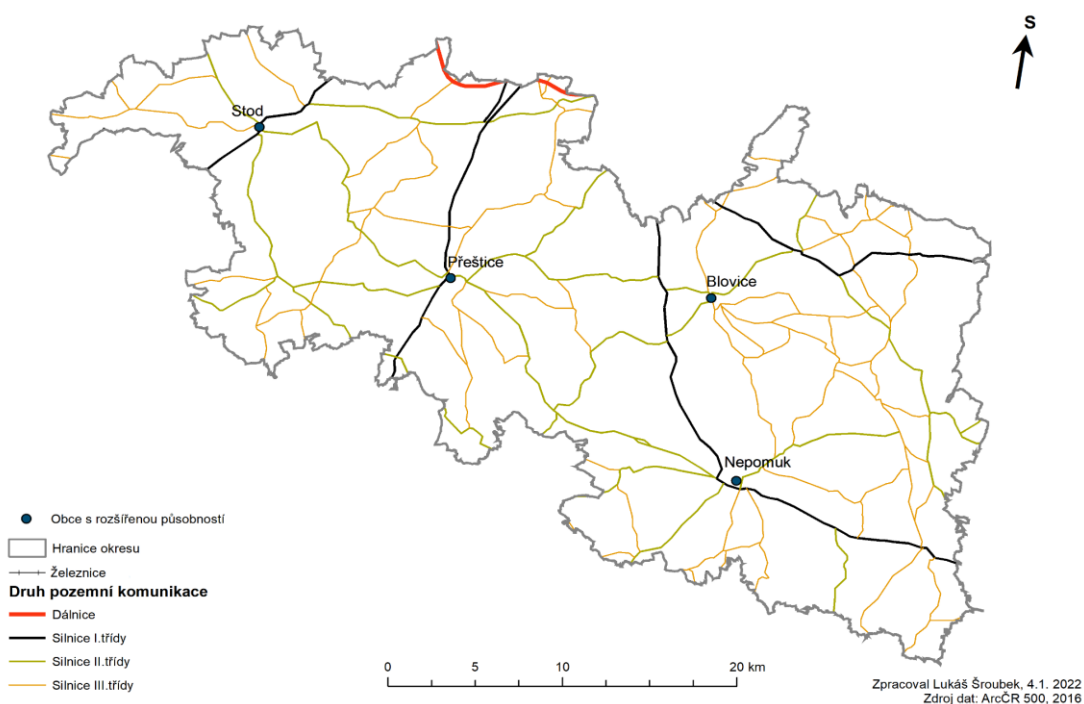 S
Stod
Přeštice
Blovice
Nepomuk
Obce s rozšířenou působností
Hranice okresu
Železnice
Druh pozemní komunikace
Dálnice
Silnice I.třídy
Silnice II.třídy
Silnice III.třídy
0 5 10 20 km
Zpracoval Lukáš Šroubek, 4.1. 2022
Zdroj dat: ArcČR 500, 2016